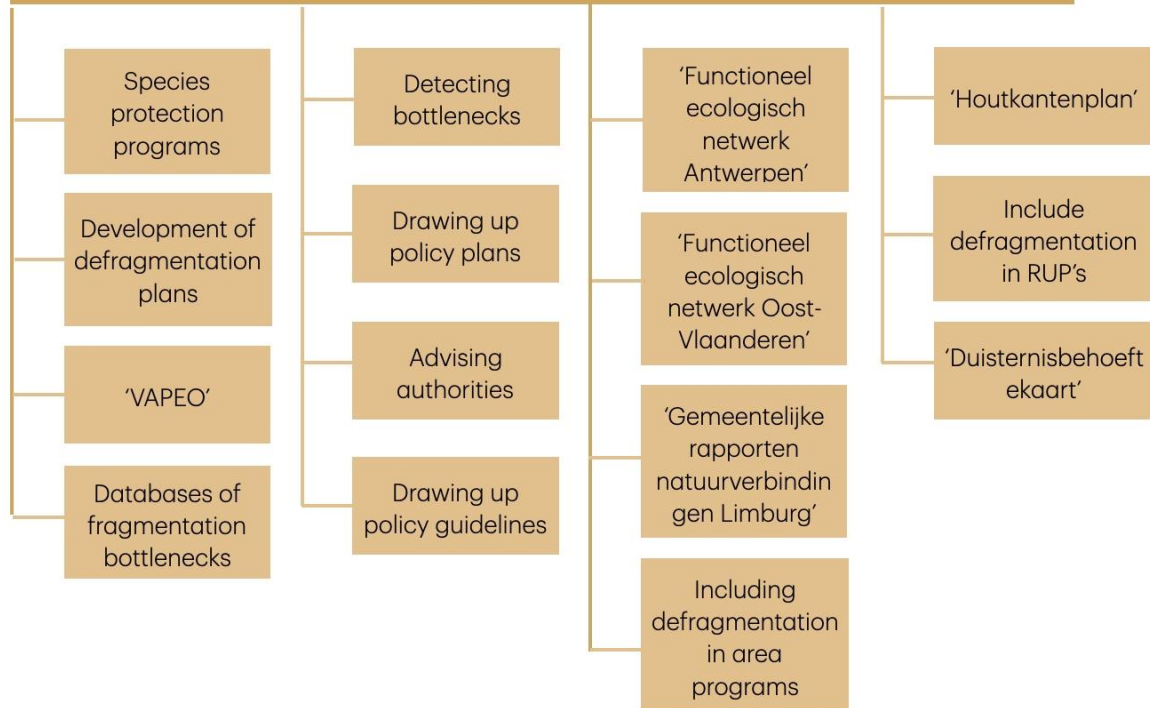 Species
protection
programs
Development of
defragmentation
plans
‘VAPEO’
Databases of
fragmentation
bottlenecks
Detecting
bottlenecks
Drawing up
policy plans
Advising
authorities
Drawing up
policy guidelines
‘Functioneel
ecologisch
netwerk
Antwerpen’
‘Functioneel
ecologisch
netwerk Oost-
Vlaanderen’
‘Gemeentelijke
rapporten
natuurverbindin
gen Limburg’
Including
defragmentation
in area
programs
‘Houtkantenplan’
Include
defragmentation
in RUP’s
‘Duisternisbehoeft
ekaart’